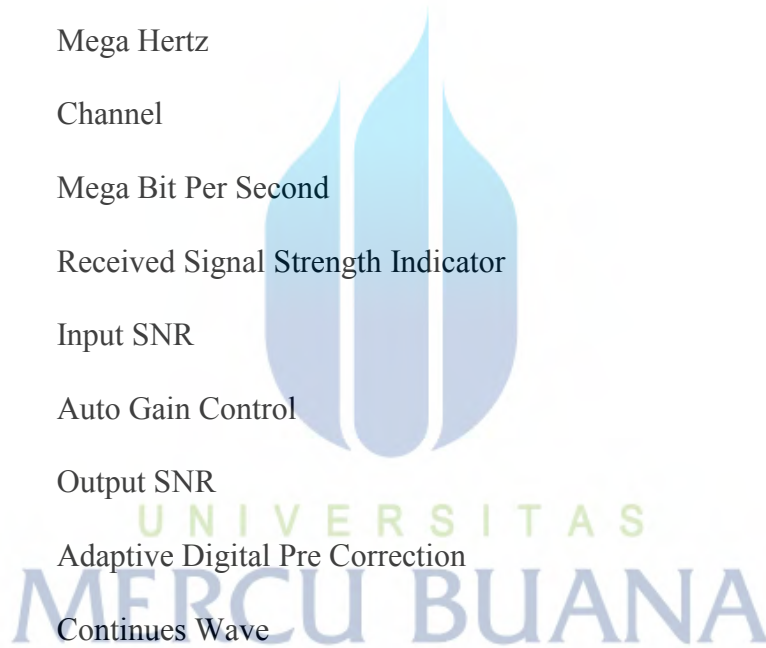 Mega Hertz
Channel
Mega Bit Per Second
Received Signal Strength Indicator
Input SNR
Auto Gain Control
Output SNR
UNIVERSITAS
Adaptive Digital Pre Correction
MERCU BUANA
Continues Wave